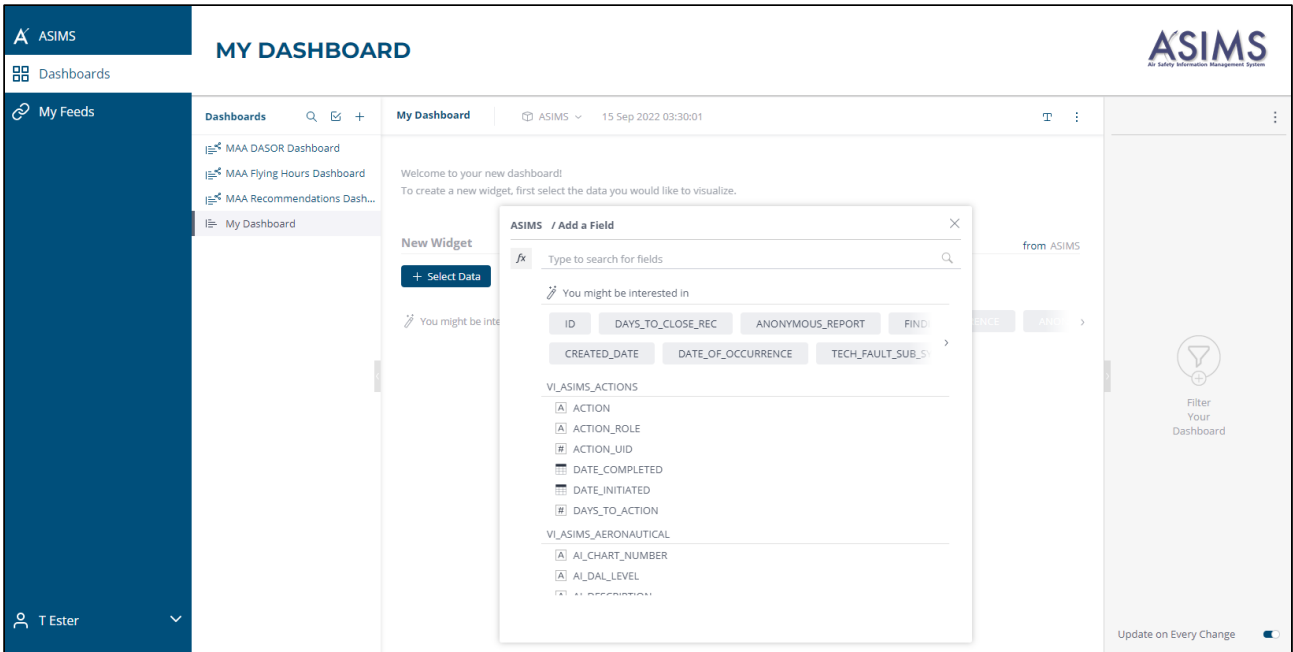 ASIMS
Dashboards
My Feeds
T Ester
MY DASHBOARD
ASIMS
Air Safety Information Management System
Dashboards
MAA DASOR Dashboard
MAA Flying Hours Dashboard
MAA Recommendations Dash...
My Dashboard
My Dashboard
ASIMS
15 Sep 2022 03:30:01
T
Welcome to your new dashboard!
To create a new widget, first select the data you would like to visualize.
New Widget
from ASIMS
+ Select Data
You might be inte
ASIMS / Add a Field
fx Type to search for fields
You might be interested in
ID DAYS_TO_CLOSE_REC ANONYMOUS_REPORT
CREATED_DATE DATE_OF_OCCURRENCE TECH_FAULT_SUB_S
VI_ASIMS_ACTIONS
A ACTION
A ACTION_ROLE
# ACTION_UID
DATE_COMPLETED
DATE_INITIATED
# DAYS_TO_ACTION
VI_ASIMS_AERONAUTICAL
A AI_CHART_NUMBER
A AI_DAL_LEVEL
Filter
Your
Dashboard
Update on Every Change